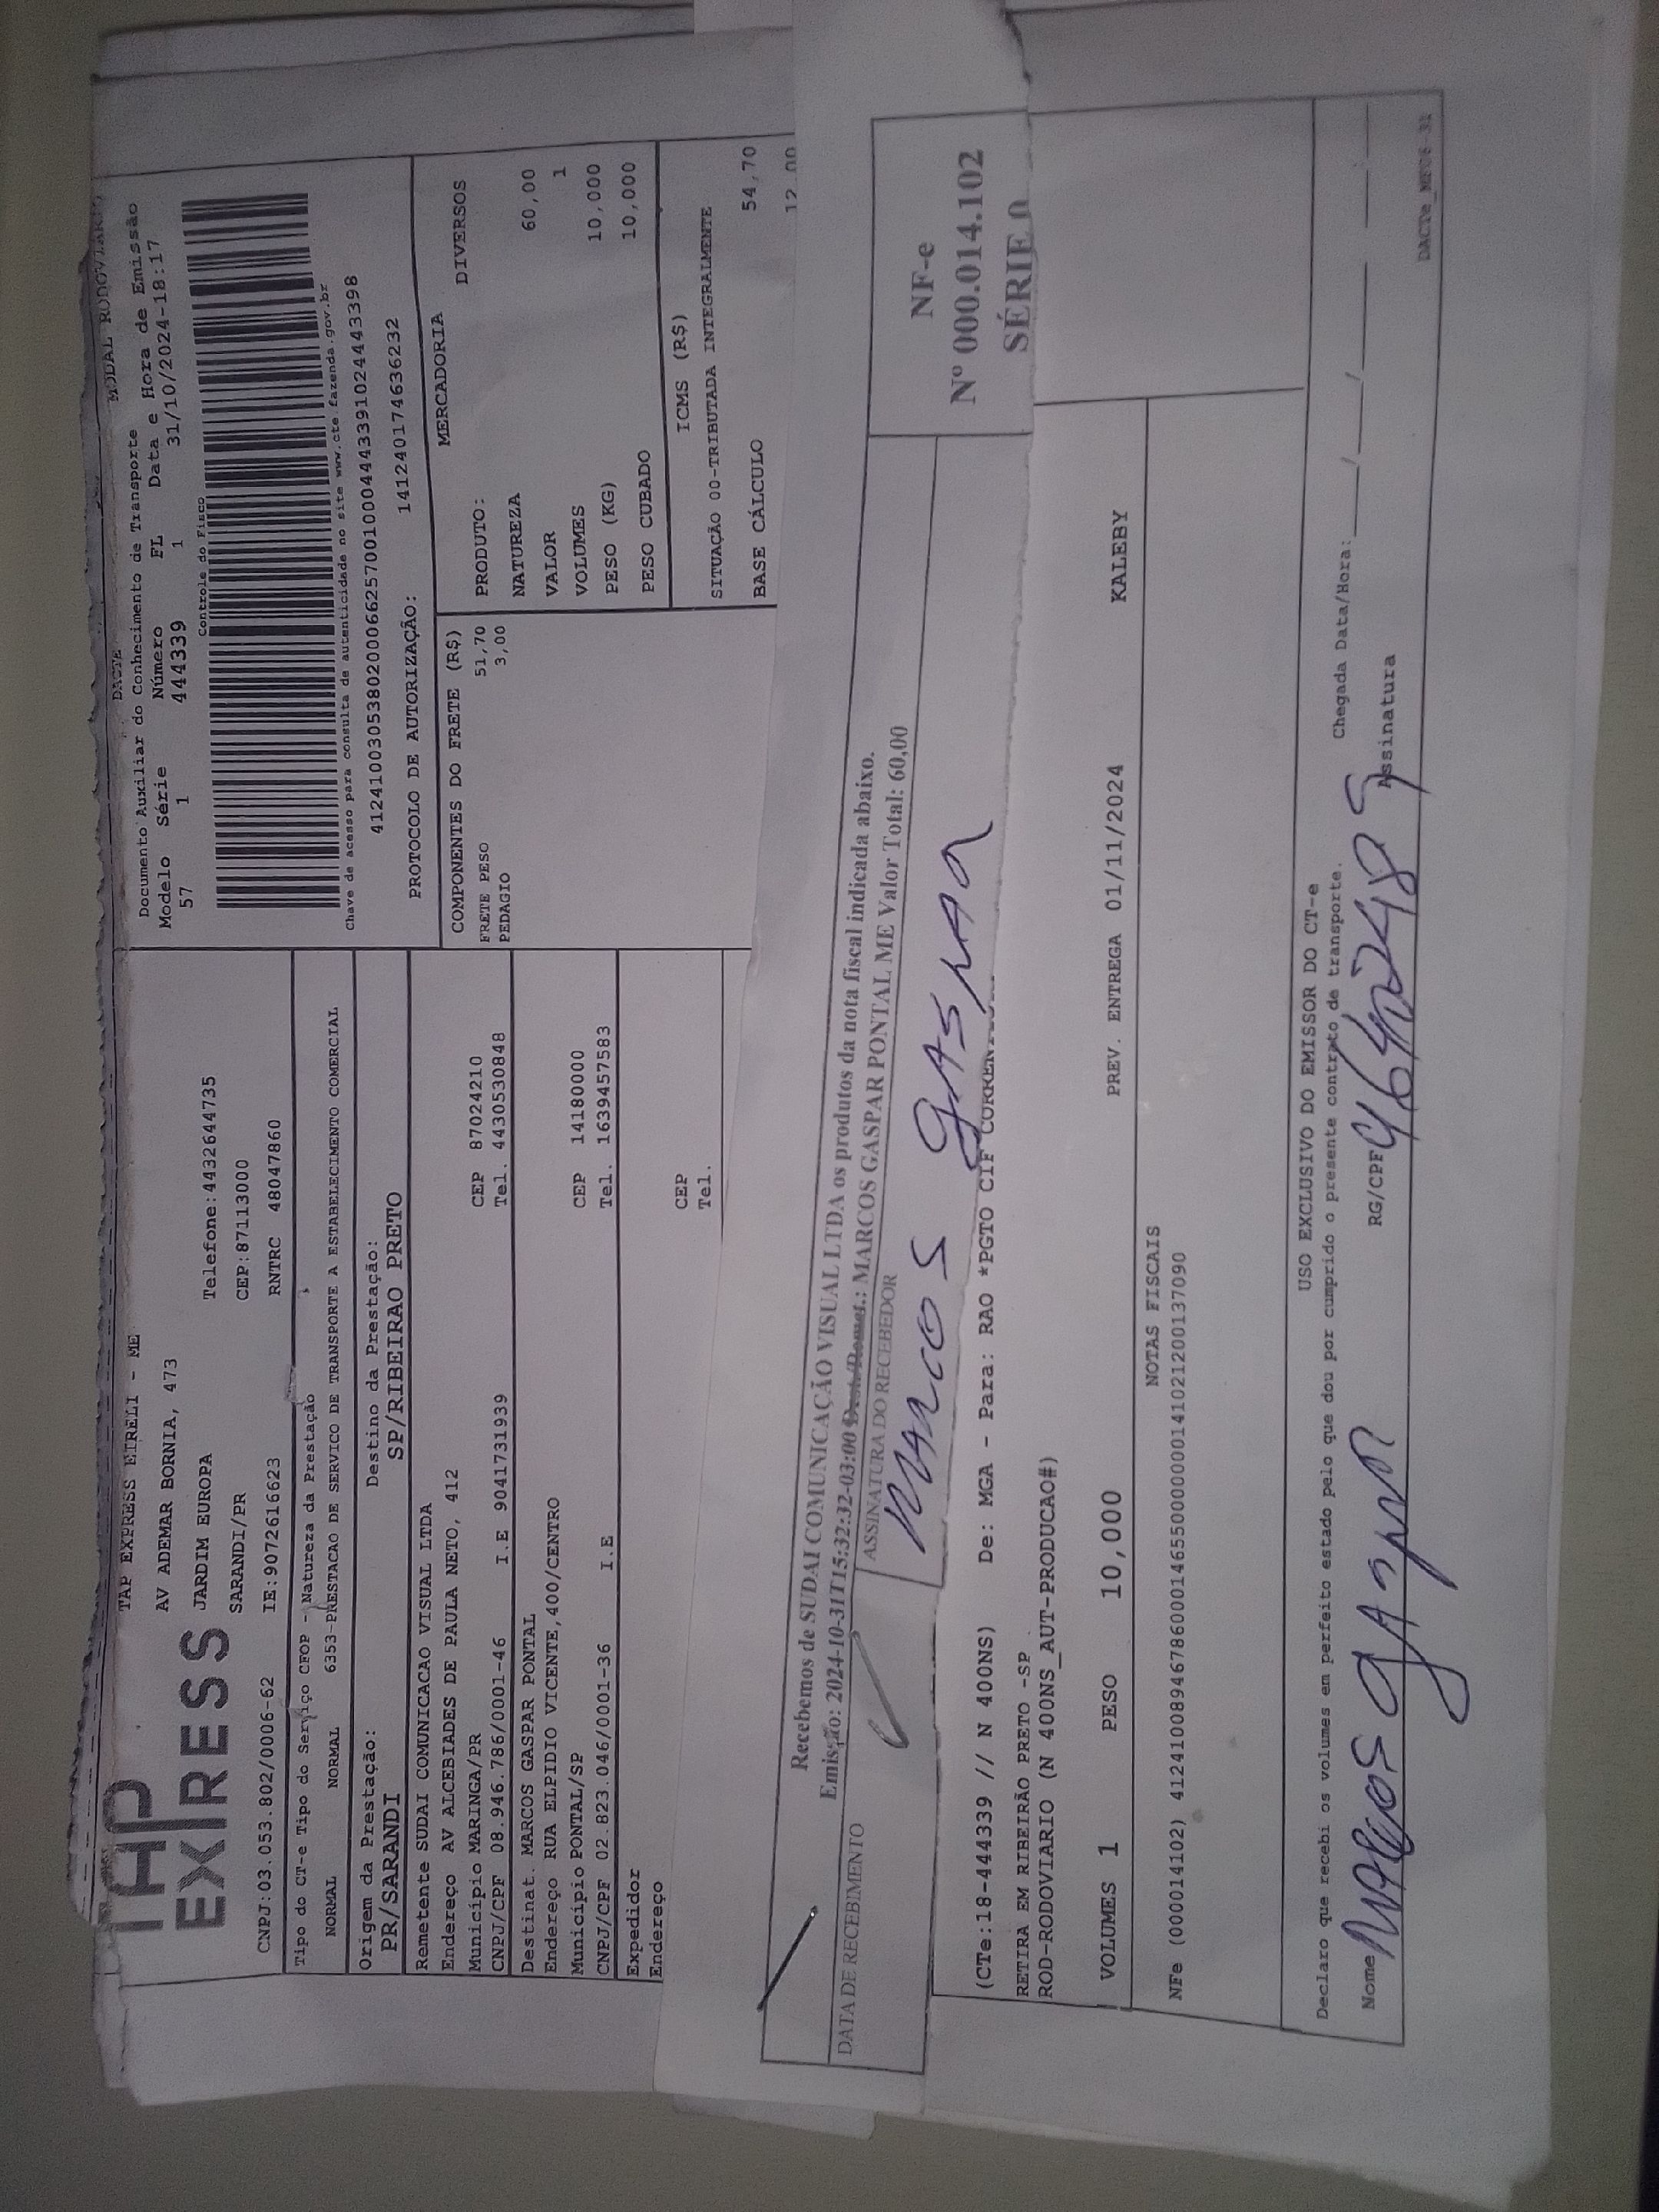 TAP
EXPRESS
TAP EXPRESS EIRELI - ME
AV ADEMAR BORNIA, 473
JARDIM EUROPA Telefone:4432644735
SARANDI/PR CEP:87113000
CNPJ:03.053.802/0006-62 IE:9072616623 RNTRC 48047860
DACTE MODAL RODOVIARIO
Documento Auxiliar do Conhecimento de Transporte
Modelo Série Número FL Data e Hora de Emissão
57 1 444339 1 31/10/2024-18:17
Controle do Fisco
Chave de acesso para consulta de autenticidade no site www.cte.fazenda.gov.br
41241003053802000662570010004443391024443398
PROTOCOLO DE AUTORIZAÇÃO: 141240174636232
Tipo do CT-e Tipo do Serviço CFOP - Natureza da Prestação
NORMAL NORMAL 6353-PRESTACAO DE SERVICO DE TRANSPORTE A ESTABELECIMENTO COMERCIAL
Origem da Prestação: Destino da Prestação:
PR/SARANDI SP/RIBEIRAO PRETO
Remetente SUDAI COMUNICACAO VISUAL LTDA
Endereço AV ALCEBIADES DE PAULA NETO, 412
Município MARINGA/PR CEP 87024210
CNPJ/CPF 08.946.786/0001-46 I.E 9041731939 Tel. 4430530848
Destinat. MARCOS GASPAR PONTAL
Endereço RUA ELPIDIO VICENTE,400/CENTRO
Município PONTAL/SP CEP 14180000
CNPJ/CPF 02.823.046/0001-36 I.E Tel. 1639457583
Expedidor
Endereço CEP
Tel.
COMPONENTES DO FRETE (R$)
FRETE PESO 51,70
PEDAGIO 3,00
MERCADORIA
PRODUTO: DIVERSOS
NATUREZA
VALOR 60,00
VOLUMES 1
PESO (KG) 10,000
PESO CUBADO 10,000
ICMS (R$)
SITUAÇÃO 00-TRIBUTADA INTEGRALMENTE
BASE CÁLCULO 54,70
12,00
Recebemos de SUDAI COMUNICAÇÃO VISUAL LTDA os produtos da nota fiscal indicada abaixo.
Emissão: 2024-10-31T15:32:32-03:00 Dest/Remet.: MARCOS GASPAR PONTAL ME Valor Total: 60,00
DATA DE RECEBIMENTO ASSINATURA DO RECEBEDOR
Marcos Gaspar
NF-e
Nº 000.014.102
SÉRIE 0
(CTe:18-444339 // N 400NS) De: MGA - Para: RAO *PGTO CIF
RETIRA EM RIBEIRÃO PRETO -SP
ROD-RODOVIARIO (N 400NS_AUT-PRODUCAO#)
VOLUMES 1 PESO 10,000 PREV. ENTREGA 01/11/2024 KALEBY
NOTAS FISCAIS
NFe (000014102) 41241008946786000146550000000141021200137090
USO EXCLUSIVO DO EMISSOR DO CT-e
Declaro que recebi os volumes em perfeito estado pelo que dou por cumprido o presente contrato de transporte.
Chegada Data/Hora:___/___/___ ___:___
Nome Marcos Gaspar RG/CPF Assinatura